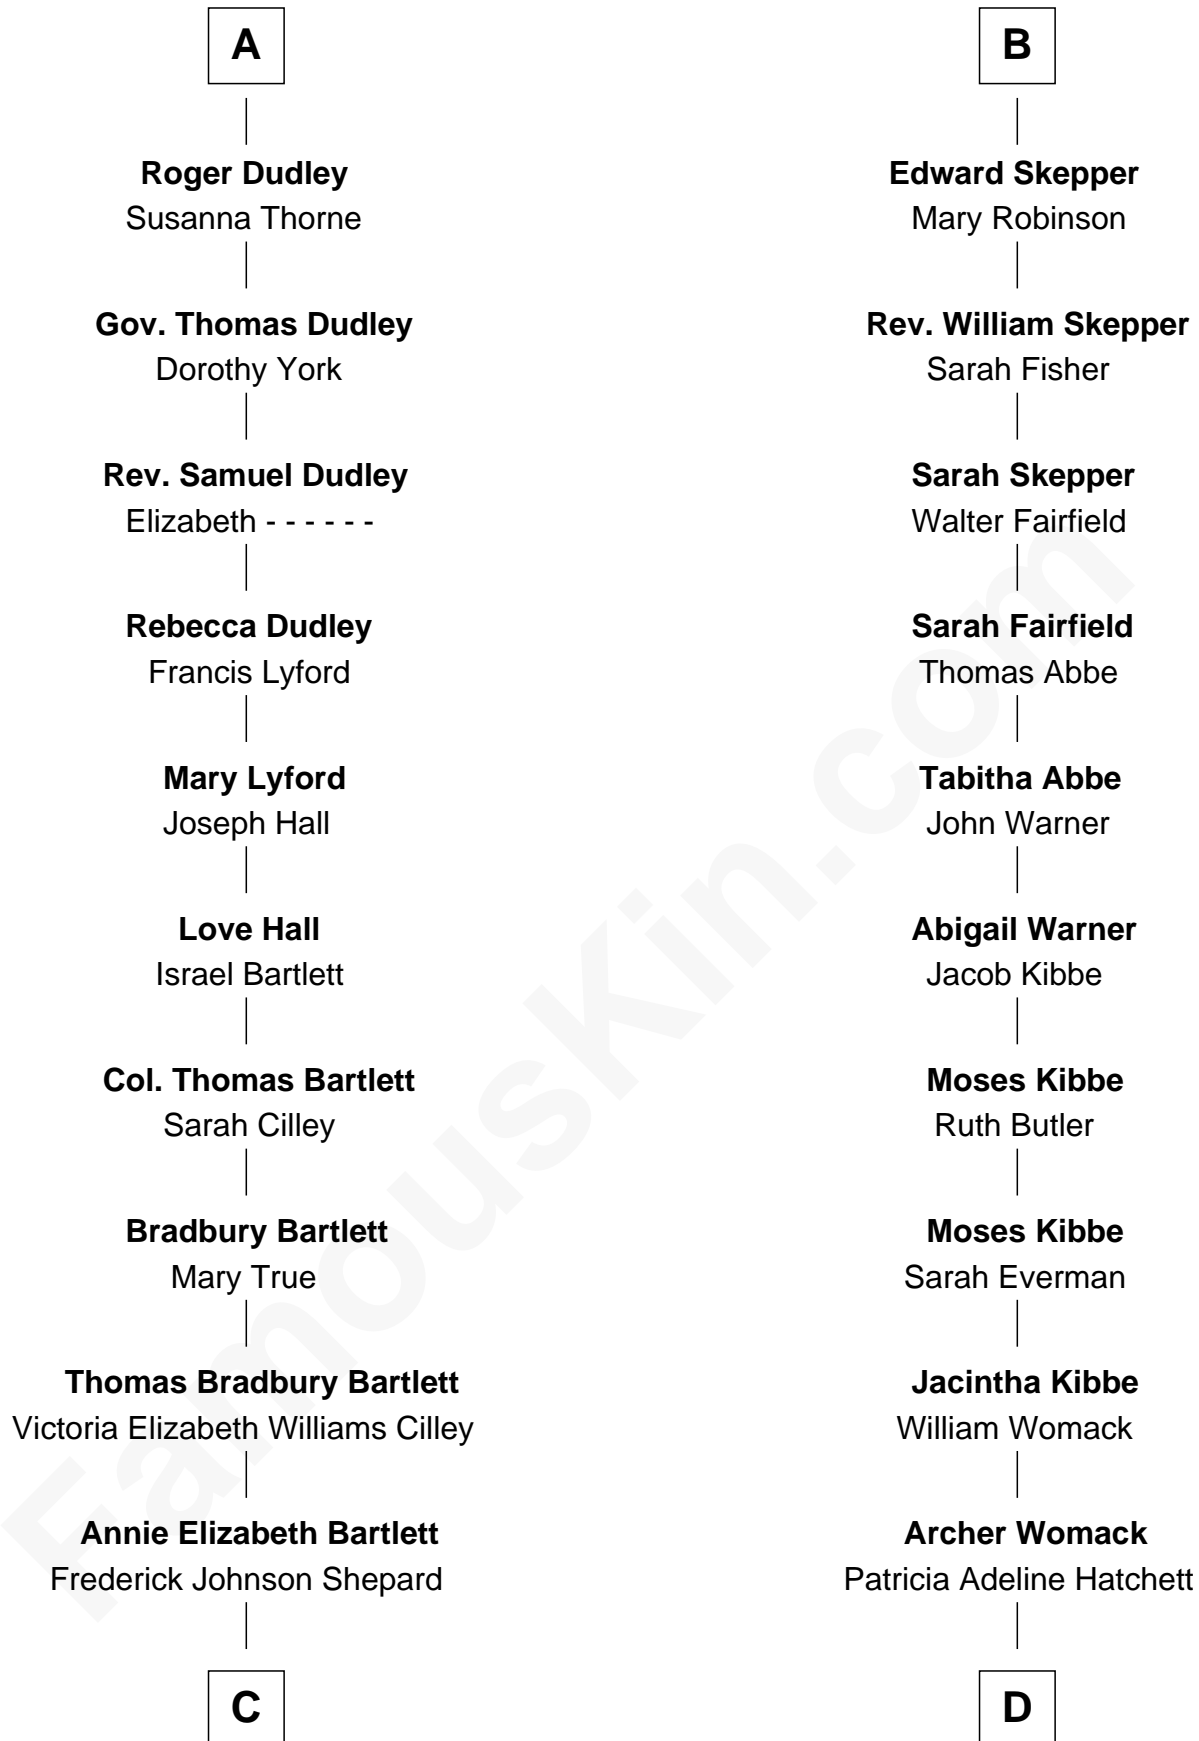 A
Roger Dudley
Susanna Thorne
Gov. Thomas Dudley
Dorothy York
Rev. Samuel Dudley
Elizabeth - - - - - -
Rebecca Dudley
Francis Lyford
Mary Lyford
Joseph Hall
Love Hall
Israel Bartlett
Col. Thomas Bartlett
Sarah Cilley
Bradbury Bartlett
Mary True
Thomas Bradbury Bartlett
Victoria Elizabeth Williams Cilley
Annie Elizabeth Bartlett
Frederick Johnson Shepard
C
B
Edward Skepper
Mary Robinson
Rev. William Skepper
Sarah Fisher
Sarah Skepper
Walter Fairfield
Sarah Fairfield
Thomas Abbe
Tabitha Abbe
John Warner
Abigail Warner
Jacob Kibbe
Moses Kibbe
Ruth Butler
Moses Kibbe
Sarah Everman
Jacintha Kibbe
William Womack
Archer Womack
Patricia Adeline Hatchett
D
FamousKin.com